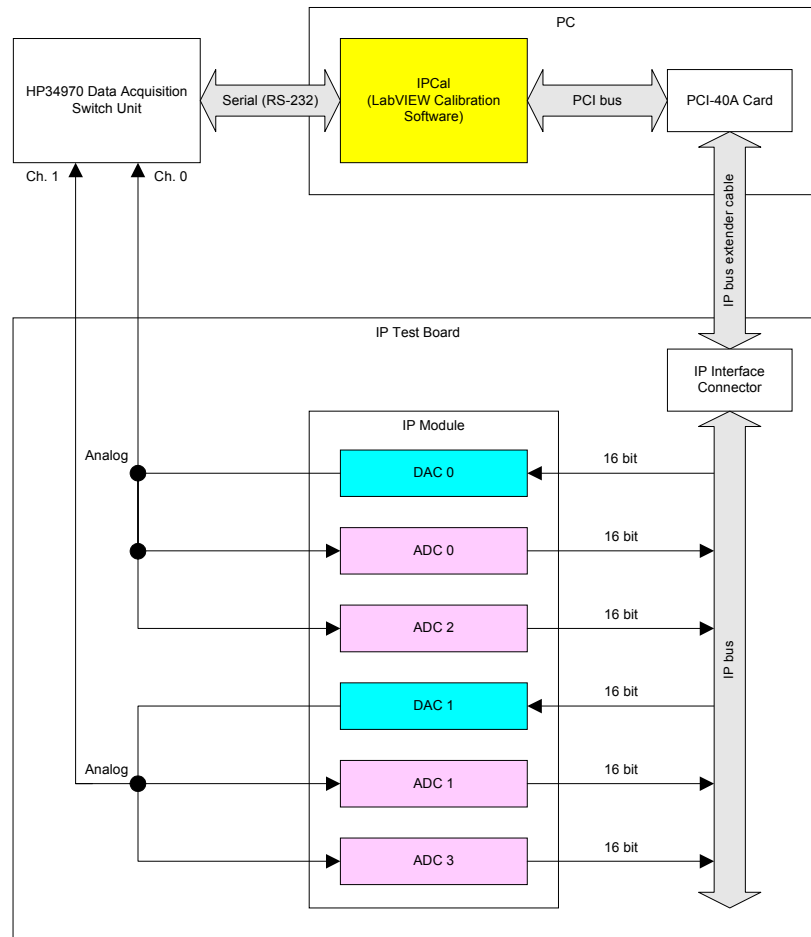 PC
HP34970 Data Acquisition
Switch Unit
Serial (RS-232)
IPCal
(LabVIEW Calibration
Software)
PCI bus
PCI-40A Card
Ch. 1
Ch. 0
IP bus extender cable
IP Test Board
IP Interface
Connector
IP Module
Analog
DAC 0
16 bit
ADC 0
16 bit
ADC 2
16 bit
IP bus
DAC 1
16 bit
Analog
ADC 1
16 bit
ADC 3
16 bit